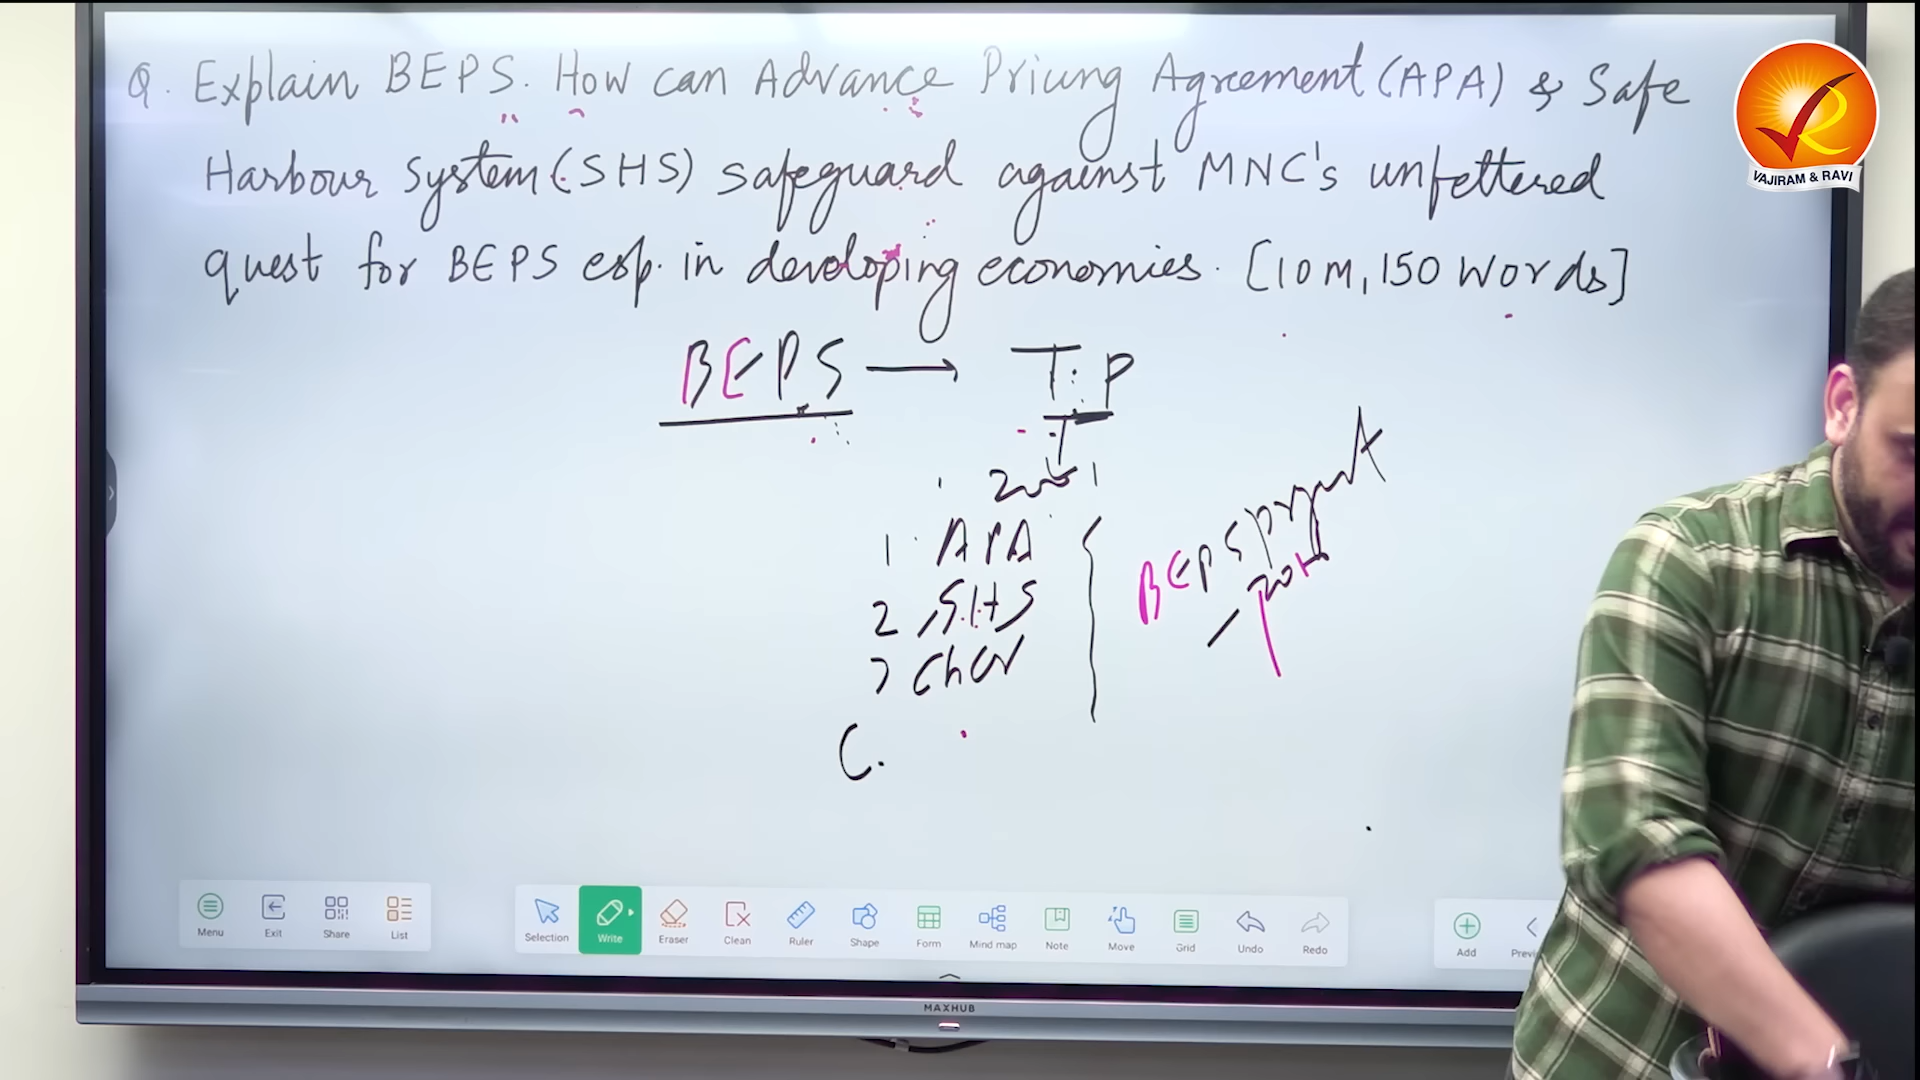 Q. Explain BEPS. How can Advance Pricing Agreement (APA) & Safe
Harbour System (SHS) safeguard against MNC's unfettered
quest for BEPS esp. in developing economies. [10M, 150 Words]
VAJIRAM & RAVI
BEPS → T.P
2001
1. APA
2 SHS
BEPS Project
C.
Menu Exit Share List Selection Write Eraser Clean Ruler Shape Form Mind map Note Move Grid Undo Redo Add
MAXHUB